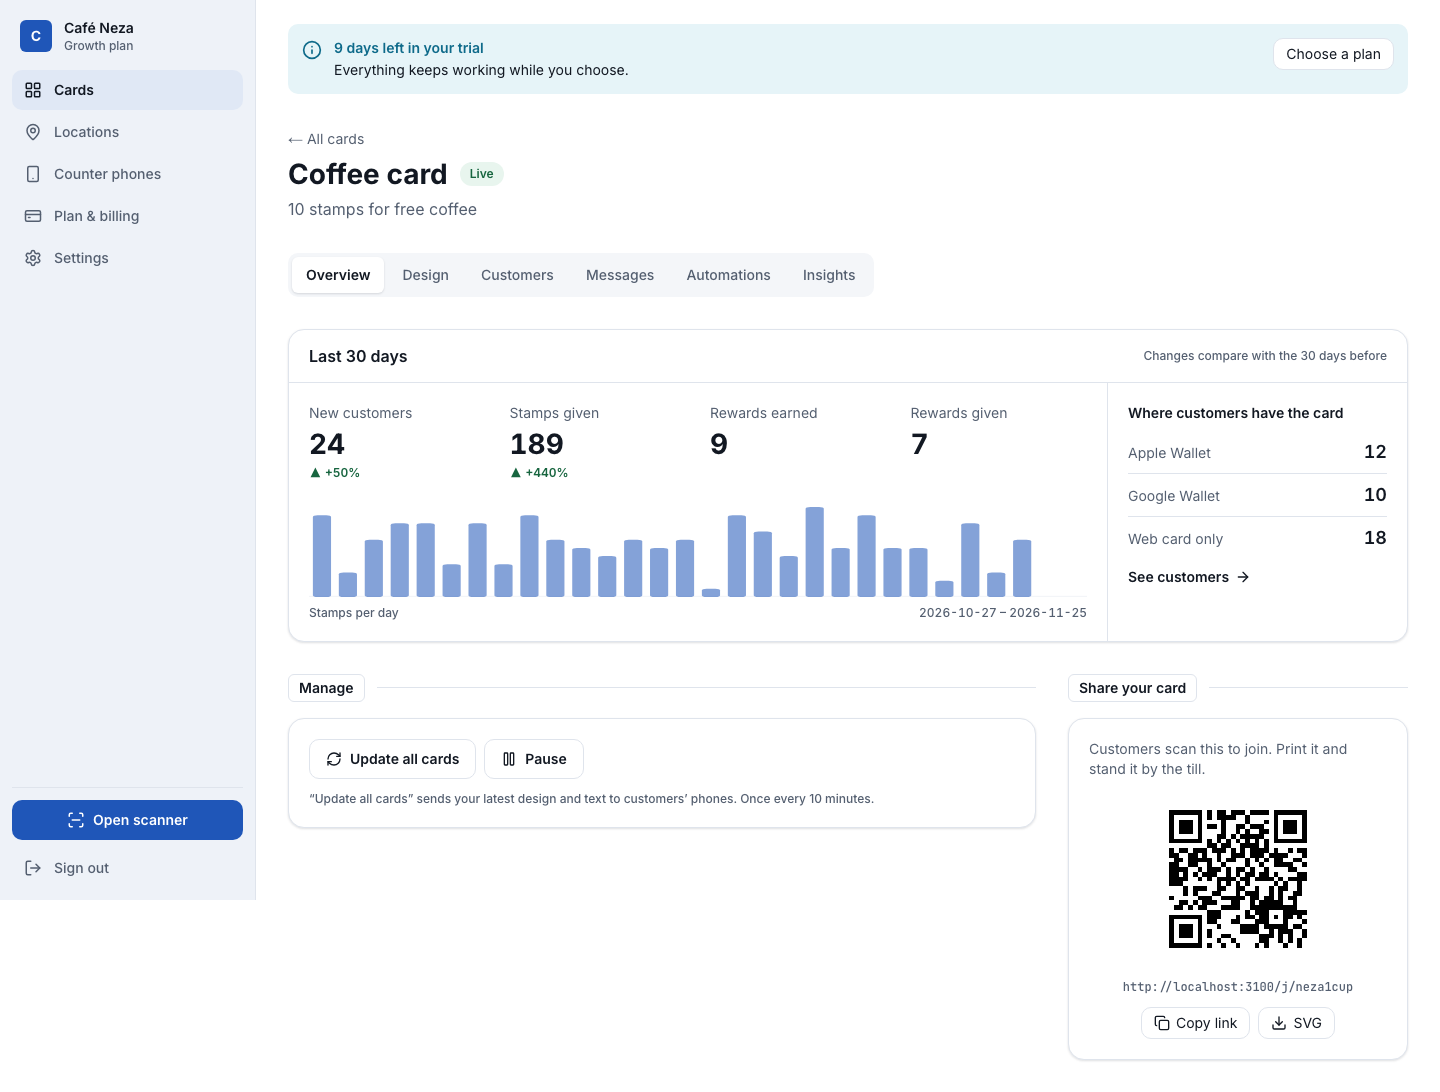 C
Café Neza
Growth plan
Cards
Locations
Counter phones
Plan & billing
Settings
Open scanner
Sign out
9 days left in your trial
Everything keeps working while you choose.
Choose a plan
← All cards
Coffee card
Live
10 stamps for free coffee
Overview
Design
Customers
Messages
Automations
Insights
Last 30 days
Changes compare with the 30 days before
New customers
24
▲ +50%
Stamps given
189
▲ +440%
Rewards earned
9
Rewards given
7
Stamps per day
2026-10-27 – 2026-11-25
Where customers have the card
Apple Wallet
12
Google Wallet
10
Web card only
18
See customers →
Manage
Update all cards
Pause
“Update all cards” sends your latest design and text to customers’ phones. Once every 10 minutes.
Share your card
Customers scan this to join. Print it and
stand it by the till.
http://localhost:3100/j/neza1cup
Copy link
SVG